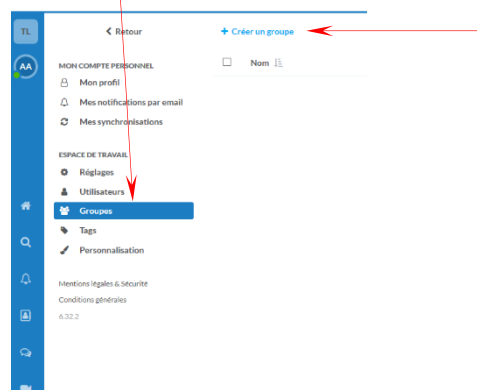 TL
Retour
+ Créer un groupe
AA
MON COMPTE PERSONNEL
Nom
Mon profil
Mes notifications par email
Mes synchronisations
ESPACE DE TRAVAIL
Réglages
Utilisateurs
Groupes
Tags
Personnalisation
Mentions légales & Sécurité
Conditions générales
6.32.2